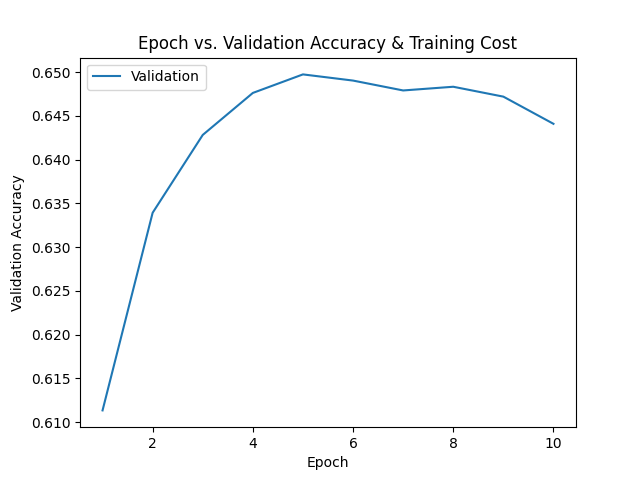 Epoch vs. Validation Accuracy & Training Cost
Validation
0.650
0.645
0.640
0.635
0.630
0.625
0.620
0.615
0.610
Validation Accuracy
2 4 6 8 10
Epoch